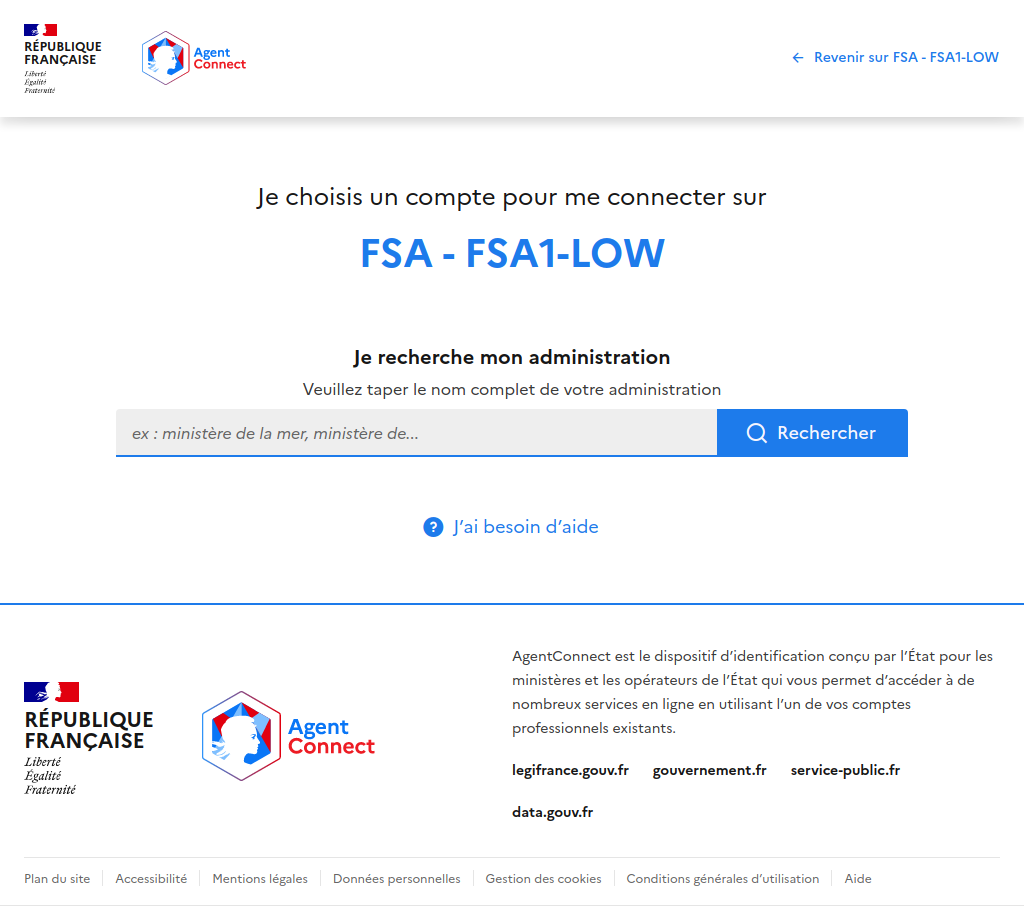 RÉPUBLIQUE
FRANÇAISE
Liberté
Égalité
Fraternité
Agent
Connect
← Revenir sur FSA - FSA1-LOW
Je choisis un compte pour me connecter sur
FSA - FSA1-LOW
Je recherche mon administration
Veuillez taper le nom complet de votre administration
ex : ministère de la mer, ministère de...
Rechercher
? J’ai besoin d’aide
RÉPUBLIQUE
FRANÇAISE
Liberté
Égalité
Fraternité
Agent
Connect
AgentConnect est le dispositif d’identification conçu par l’État pour les
ministères et les opérateurs de l’État qui vous permet d’accéder à de
nombreux services en ligne en utilisant l’un de vos comptes
professionnels existants.
legifrance.gouv.fr gouvernement.fr service-public.fr
data.gouv.fr
Plan du site Accessibilité Mentions légales Données personnelles Gestion des cookies Conditions générales d’utilisation Aide